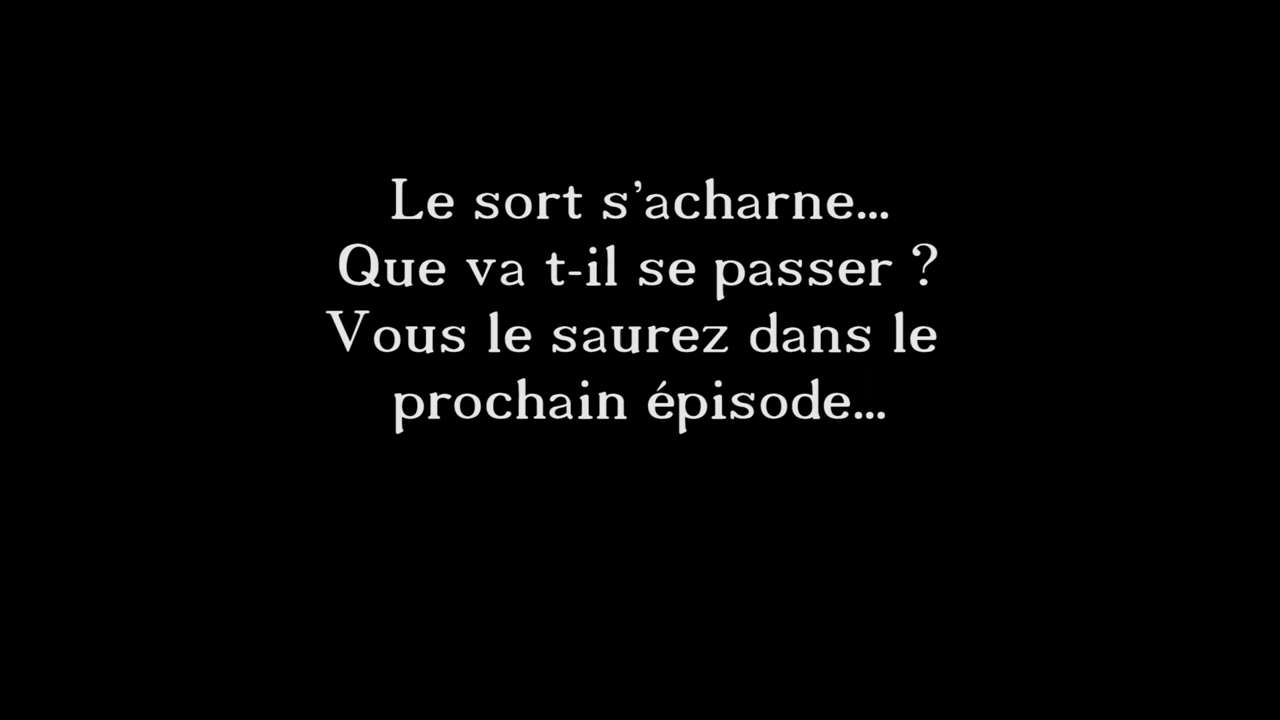 Le sort s’acharne...
Que va t-il se passer ?
Vous le saurez dans le
prochain épisode...